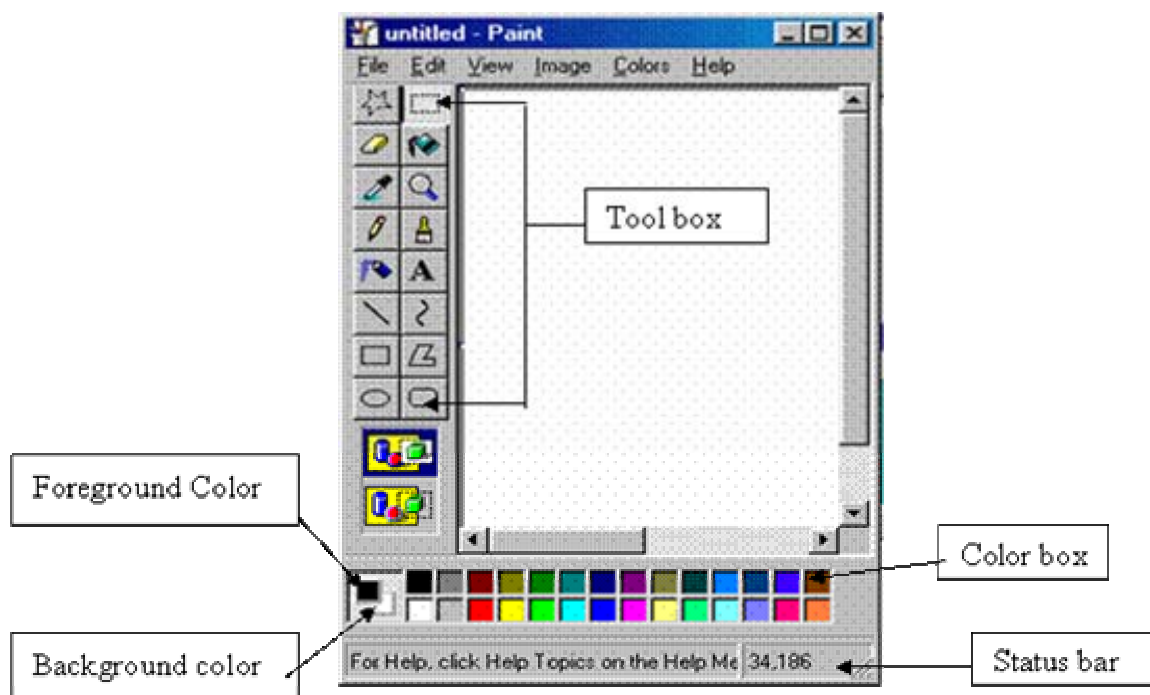 untitled - Paint
File Edit View Image Colors Help
A
Tool box
Foreground Color
Color box
Background color
For Help, click Help Topics on the Help Me 34,186
Status bar